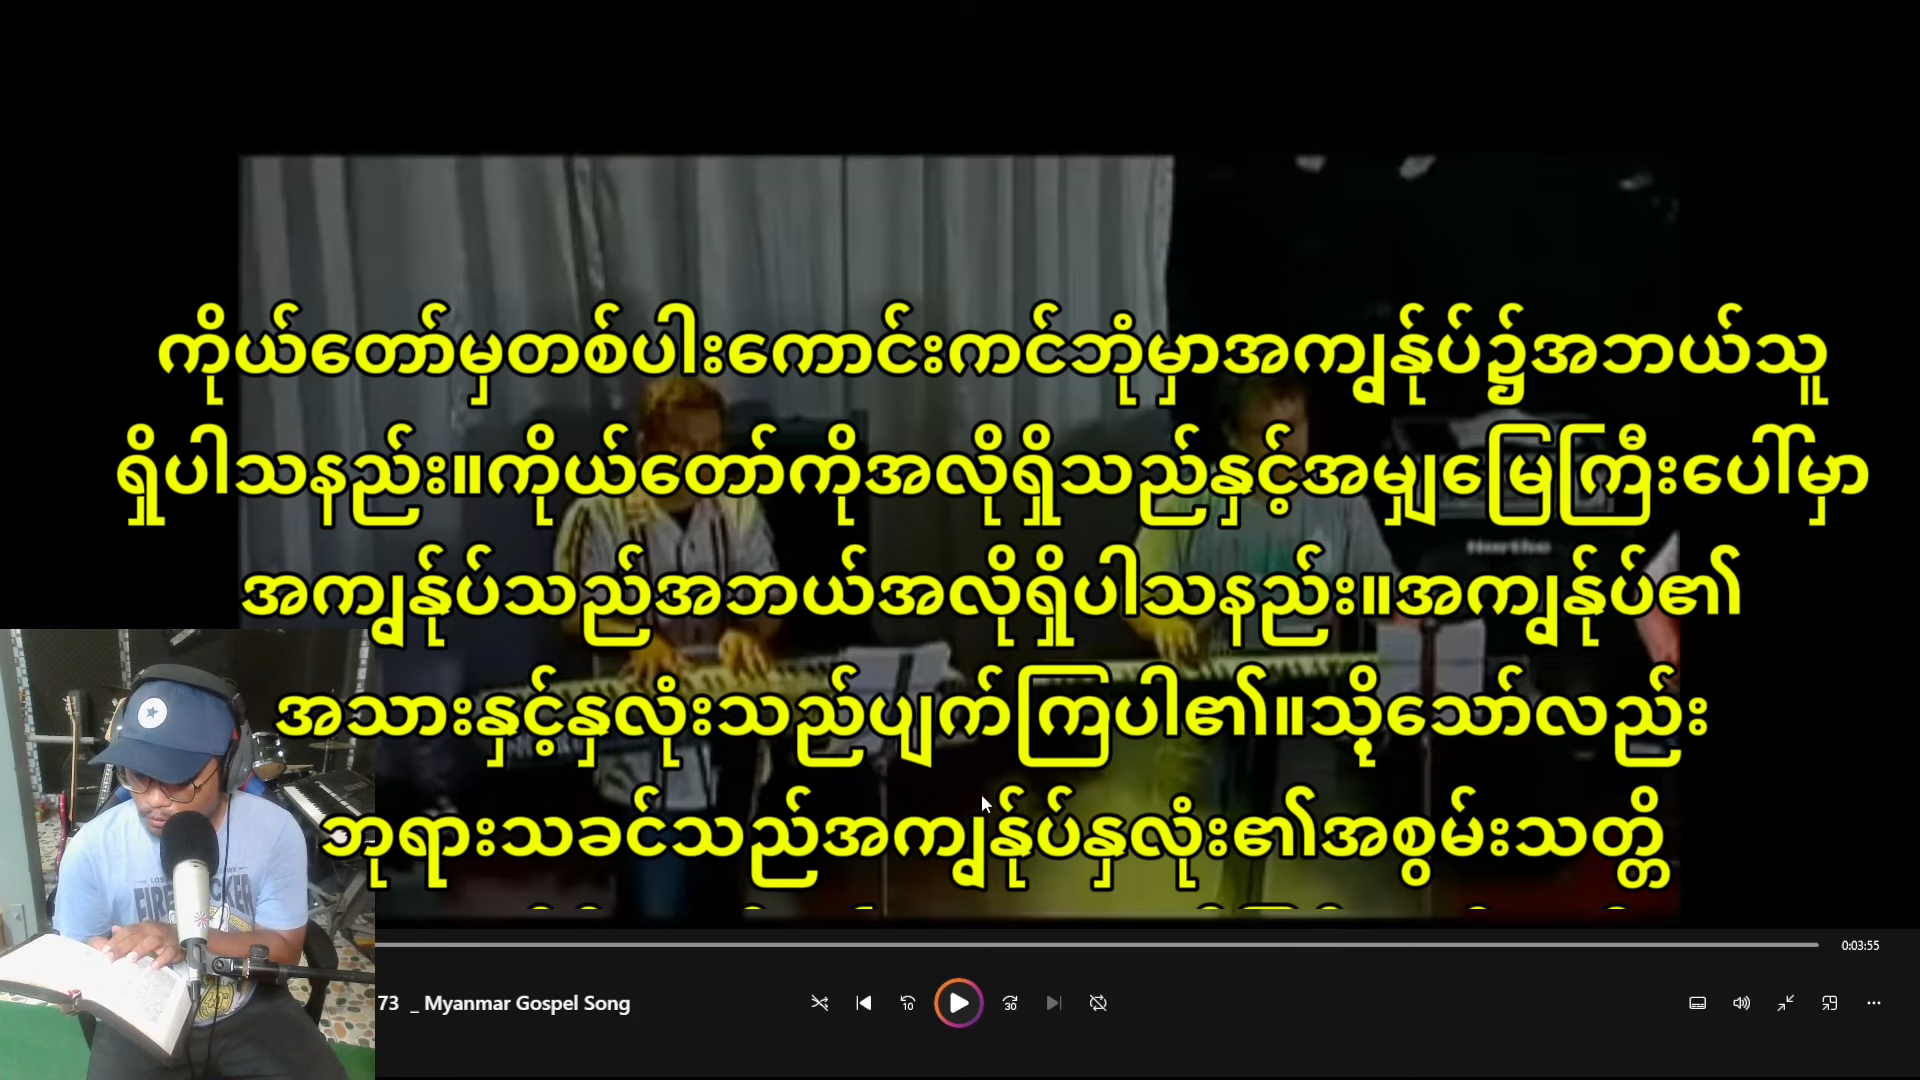 ကိုယ်တော်မှတစ်ပါးကောင်းကင်ဘုံမှာအကျွန်ုပ်၌အဘယ်သူ
ရှိပါသနည်း။ကိုယ်တော်ကိုအလိုရှိသည်နှင့်အမျှမြေကြီးပေါ်မှာ
အကျွန်ုပ်သည်အဘယ်အလိုရှိပါသနည်း။အကျွန်ုပ်၏
အသားနှင့်နှလုံးသည်ပျက်ကြပါ၏။သို့သော်လည်း
ဘုရားသခင်သည်အကျွန်ုပ်နှလုံး၏အစွမ်းသတ္တိ
0:03:55
73 _ Myanmar Gospel Song
10
30